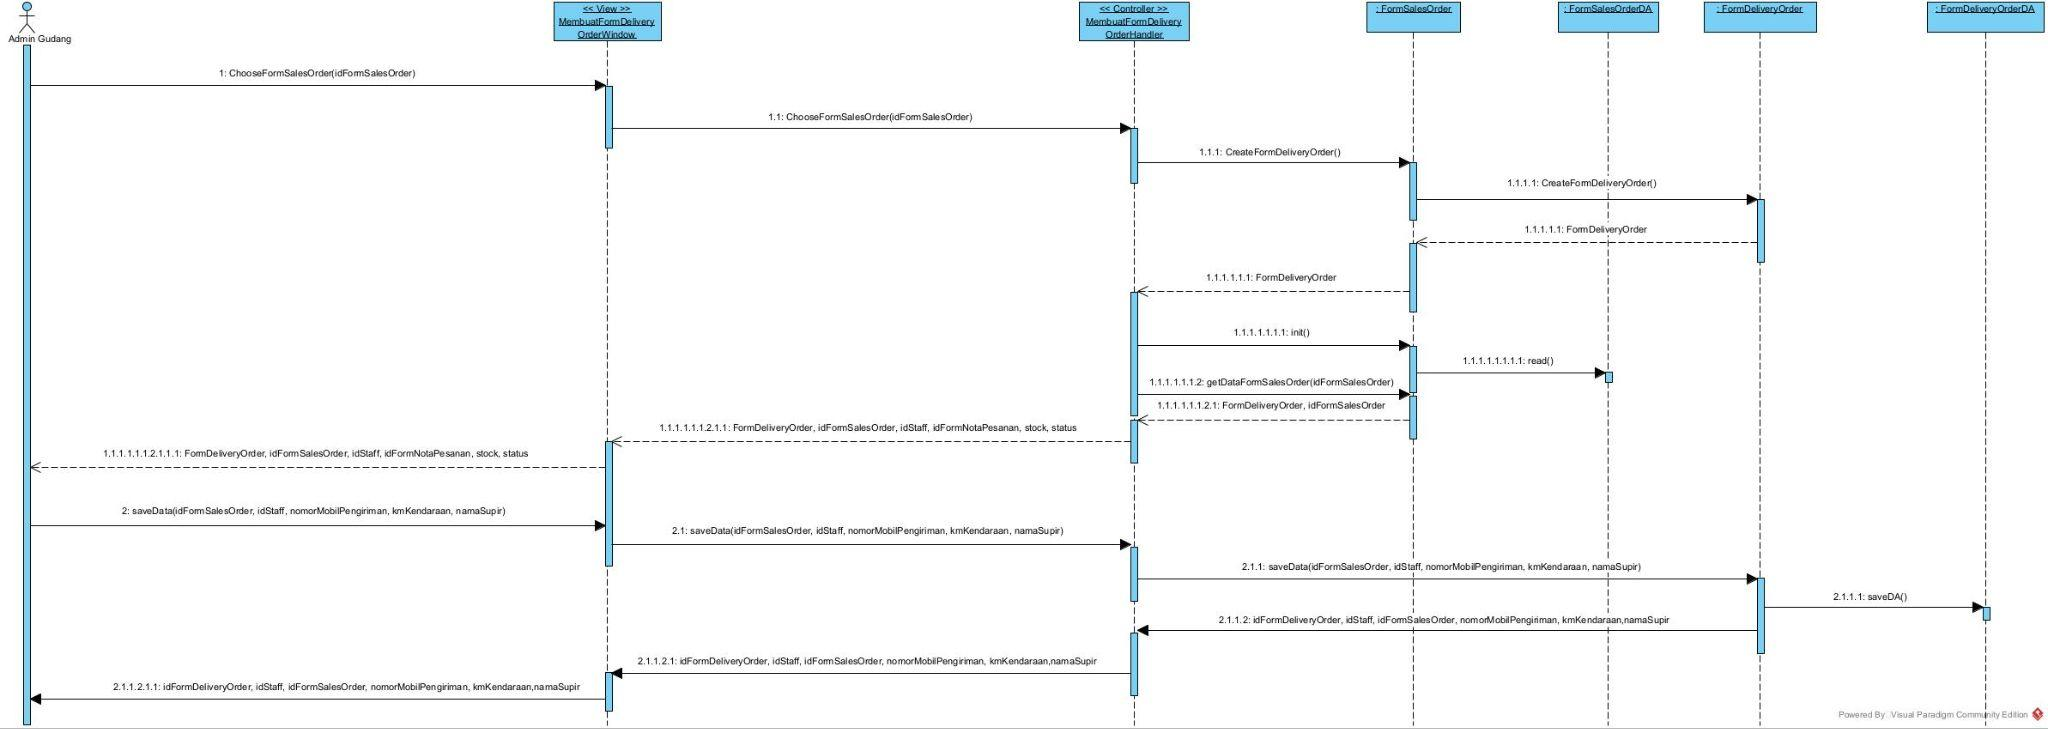 << View >>
MembuatFormDelivery
OrderWindow
<< Controller >>
MembuatFormDelivery
OrderHandler
: FormSalesOrder
: FormSalesOrderDA
: FormDeliveryOrder
: FormDeliveryOrderDA
Admin Gudang
1: ChooseFormSalesOrder(idFormSalesOrder)
1.1: ChooseFormSalesOrder(idFormSalesOrder)
1.1.1: CreateFormDeliveryOrder()
1.1.1.1: CreateFormDeliveryOrder()
1.1.1.1.1: FormDeliveryOrder
1.1.1.1.1.1: FormDeliveryOrder
1.1.1.1.1.1.1: init()
1.1.1.1.1.1.1.1: read()
1.1.1.1.1.1.2: getDataFormSalesOrder(idFormSalesOrder)
1.1.1.1.1.1.2.1: FormDeliveryOrder, idFormSalesOrder
1.1.1.1.1.1.2.1.1: FormDeliveryOrder, idFormSalesOrder, idStaff, idFormNotaPesanan, stock, status
1.1.1.1.1.1.2.1.1.1: FormDeliveryOrder, idFormSalesOrder, idStaff, idFormNotaPesanan, stock, status
2: saveData(idFormSalesOrder, idStaff, nomorMobilPengiriman, kmKendaraan, namaSupir)
2.1: saveData(idFormSalesOrder, idStaff, nomorMobilPengiriman, kmKendaraan, namaSupir)
2.1.1: saveData(idFormSalesOrder, idStaff, nomorMobilPengiriman, kmKendaraan, namaSupir)
2.1.1.1: saveDA()
2.1.1.2: idFormDeliveryOrder, idStaff, idFormSalesOrder, nomorMobilPengiriman, kmKendaraan,namaSupir
2.1.1.2.1: idFormDeliveryOrder, idStaff, idFormSalesOrder, nomorMobilPengiriman, kmKendaraan,namaSupir
2.1.1.2.1.1: idFormDeliveryOrder, idStaff, idFormSalesOrder, nomorMobilPengiriman, kmKendaraan,namaSupir
Powered By Visual Paradigm Community Edition